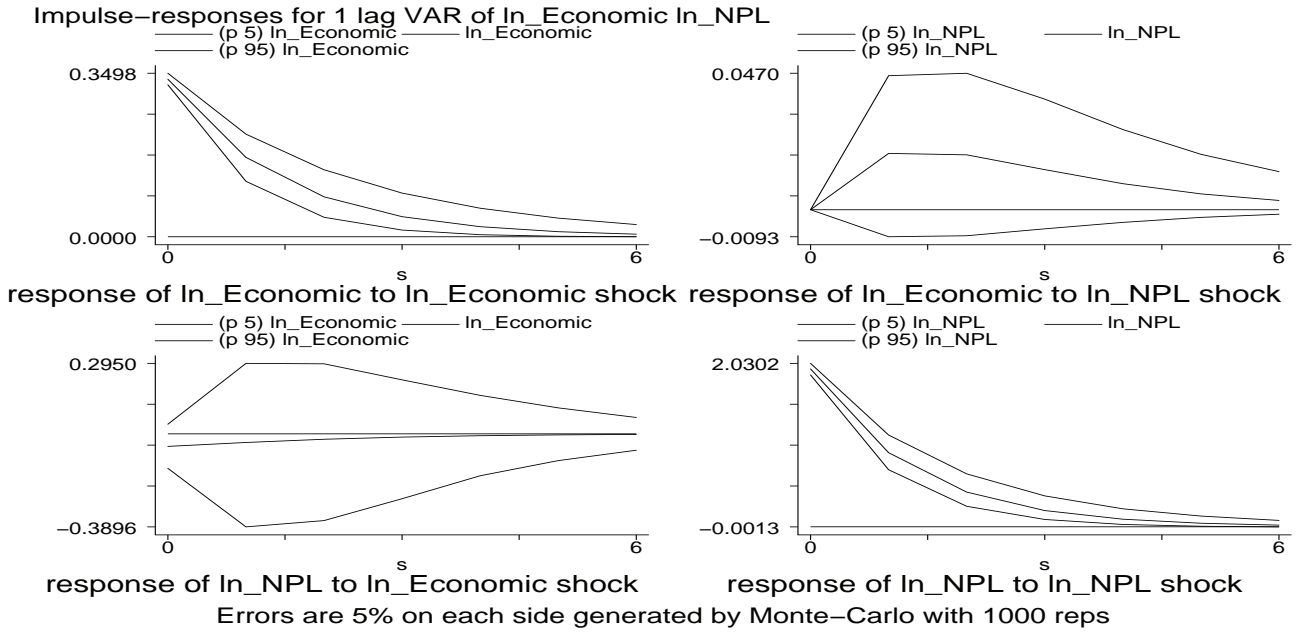 Impulse−responses for 1 lag VAR of ln_Economic ln_NPL
(p 5) ln_Economic ln_Economic
(p 95) ln_Economic
0.3498
0.0000
0 6
s
response of ln_Economic to ln_Economic shock
(p 5) ln_NPL ln_NPL
(p 95) ln_NPL
0.0470
−0.0093
0 6
s
response of ln_Economic to ln_NPL shock
(p 5) ln_Economic ln_Economic
(p 95) ln_Economic
0.2950
−0.3896
0 6
s
response of ln_NPL to ln_Economic shock
(p 5) ln_NPL ln_NPL
(p 95) ln_NPL
2.0302
−0.0013
0 6
s
response of ln_NPL to ln_NPL shock
Errors are 5% on each side generated by Monte−Carlo with 1000 reps